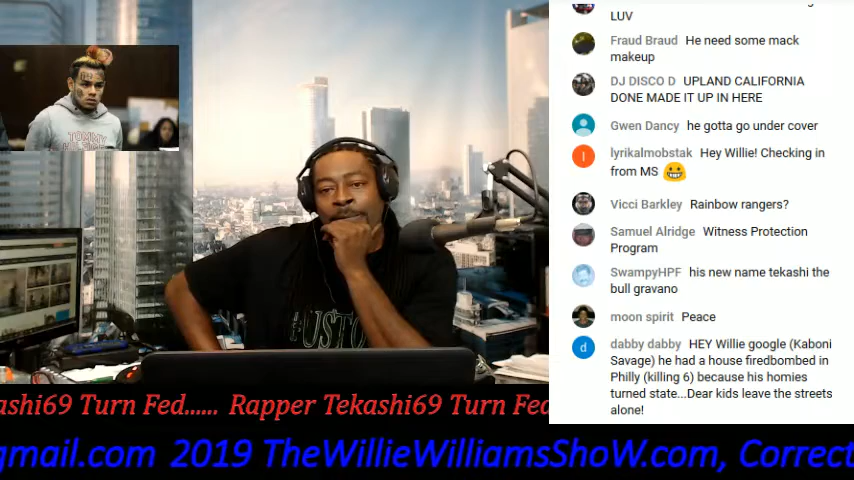 LUV
Fraud Braud He need some mack
makeup
DJ DISCO D UPLAND CALIFORNIA
DONE MADE IT UP IN HERE
Gwen Dancy he gotta go under cover
lyrikalmobstak Hey Willie! Checking in
from MS 😀
Vicci Barkley Rainbow rangers?
Samuel Alridge Witness Protection
Program
SwampyHPF his new name tekashi the
bull gravano
moon spirit Peace
dabby dabby HEY Willie google (Kaboni
Savage) he had a house firedbombed in
Philly (killing 6) because his homies
turned state...Dear kids leave the streets
alone!
TOMMY
HUSTO
ashi69 Turn Fed...... Rapper Tekashi69 Turn Fed
gmail.com 2019 TheWillieWilliamsShoW.com, Correct